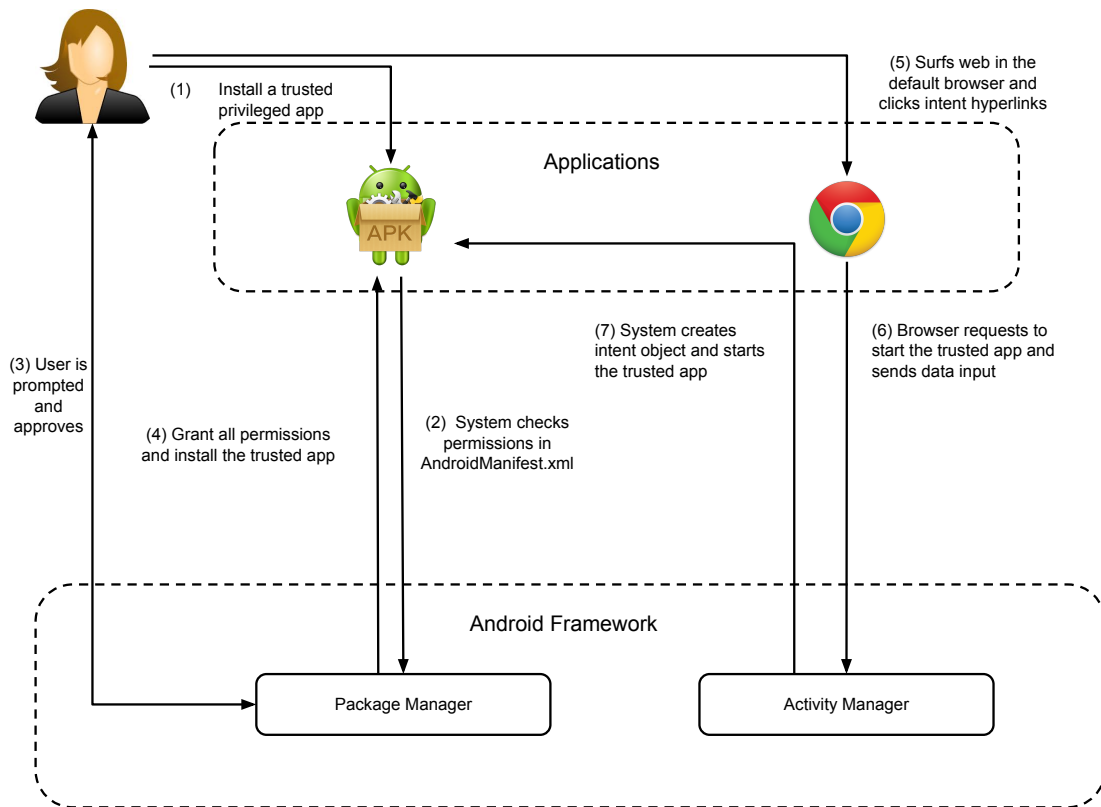 (1) Install a trusted
privileged app
(5) Surfs web in the
default browser and
clicks intent hyperlinks
Applications
APK
(3) User is
prompted
and
approves
(4) Grant all permissions
and install the trusted app
(2) System checks
permissions in
AndroidManifest.xml
(7) System creates
intent object and starts
the trusted app
(6) Browser requests to
start the trusted app and
sends data input
Android Framework
Package Manager
Activity Manager